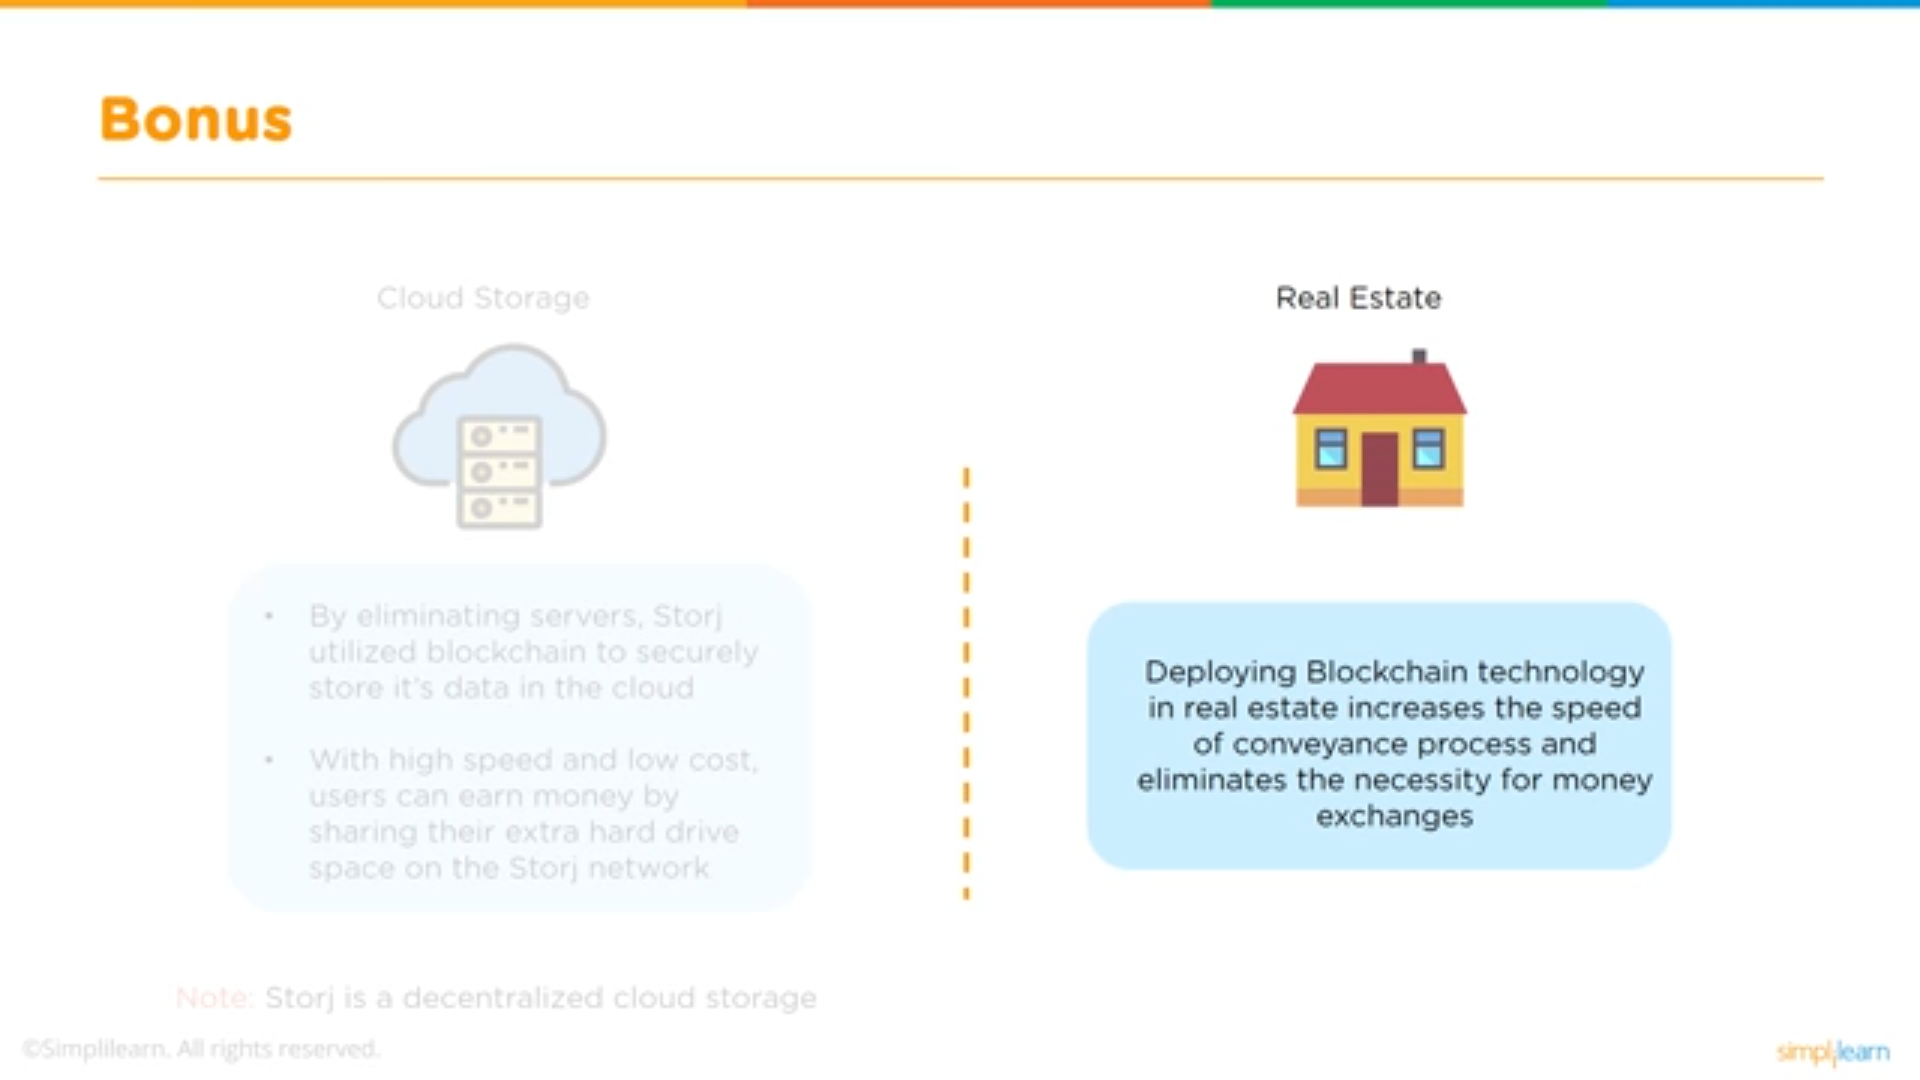 Bonus
Cloud Storage
• By eliminating servers, Storj
utilized blockchain to securely
store it's data in the cloud
• With high speed and low cost,
users can earn money by
sharing their extra hard drive
space on the Storj network
Note: Storj is a decentralized cloud storage
Real Estate
Deploying Blockchain technology
in real estate increases the speed
of conveyance process and
eliminates the necessity for money
exchanges
©Simplilearn. All rights reserved.
simplilearn